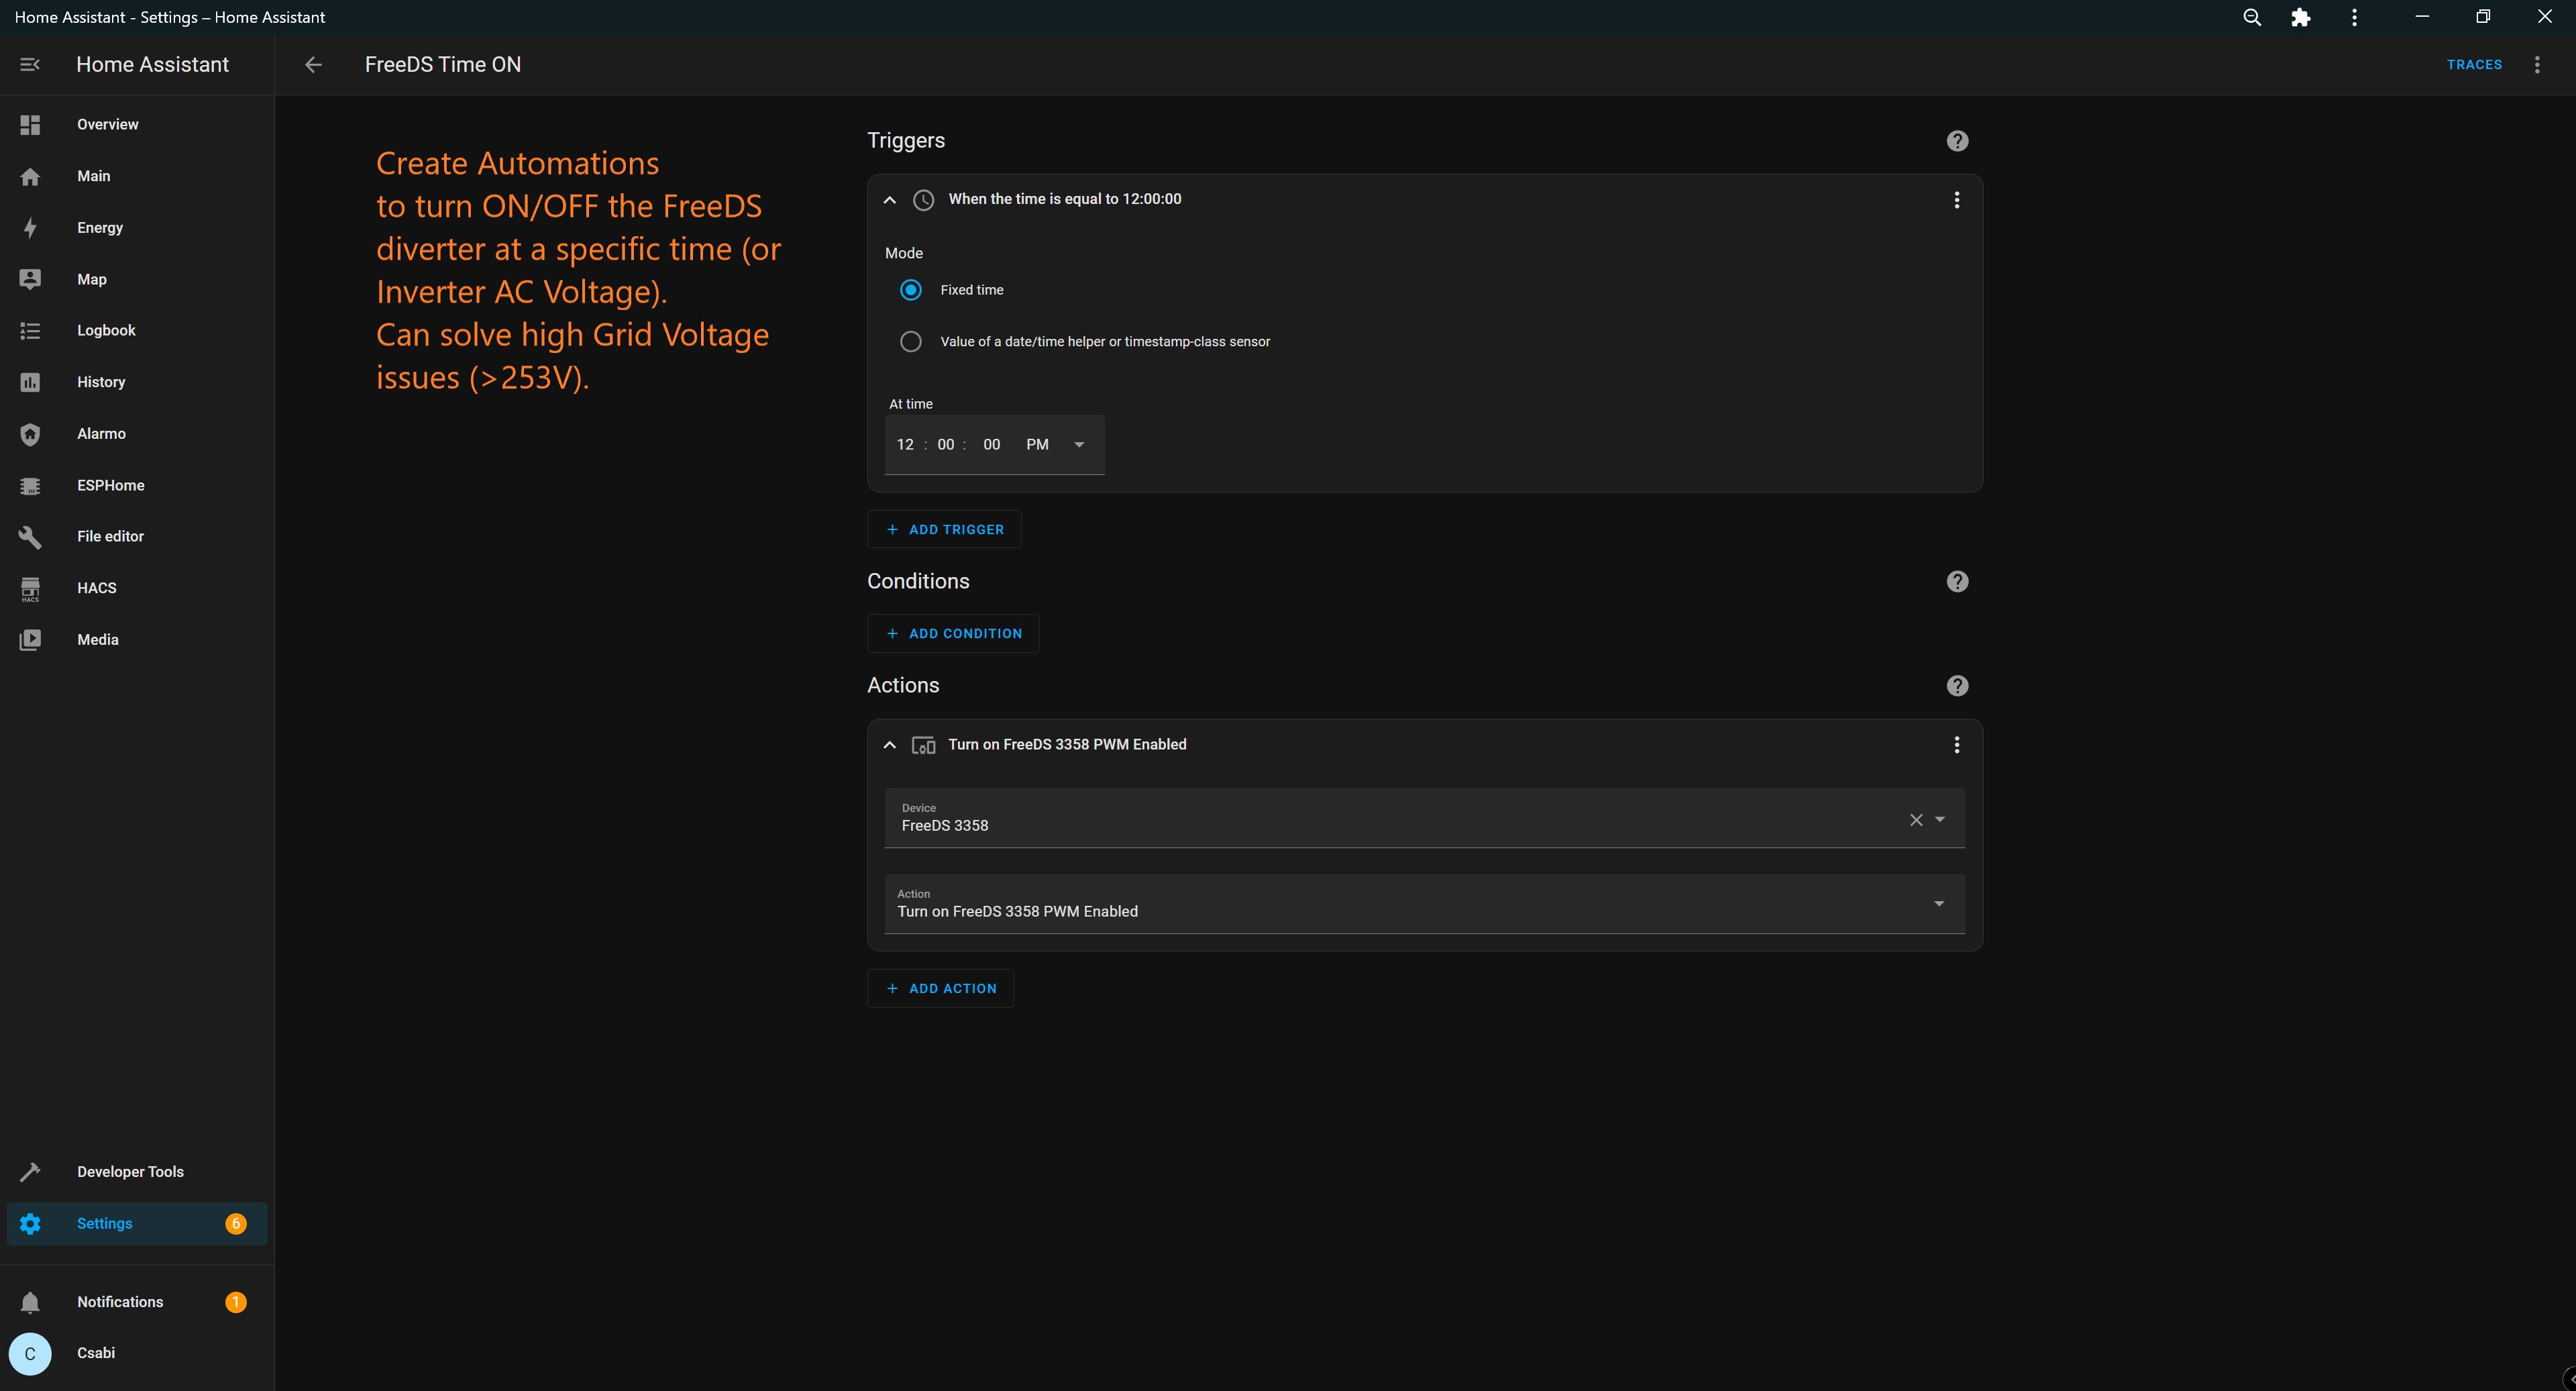 Home Assistant - Settings – Home Assistant
Home Assistant
FreeDS Time ON
TRACES
Overview
Main
Energy
Map
Logbook
History
Alarmo
ESPHome
File editor
HACS
HACS
Media
Developer Tools
Settings 6
Notifications 1
C Csabi
Create Automations
to turn ON/OFF the FreeDS
diverter at a specific time (or
Inverter AC Voltage).
Can solve high Grid Voltage
issues (>253V).
Triggers
When the time is equal to 12:00:00
Mode
Fixed time
Value of a date/time helper or timestamp-class sensor
At time
12 : 00 : 00 PM
+ ADD TRIGGER
Conditions
+ ADD CONDITION
Actions
Turn on FreeDS 3358 PWM Enabled
Device
FreeDS 3358
Action
Turn on FreeDS 3358 PWM Enabled
+ ADD ACTION